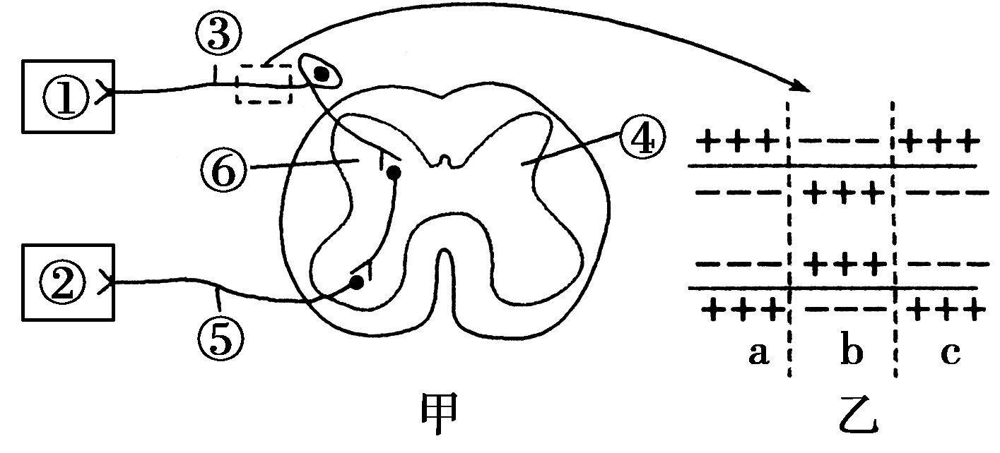 ③
①
④
⑥
②
⑤
+++ --- +++
--- +++ ---
--- +++ ---
+++ --- +++
a b c
甲 乙